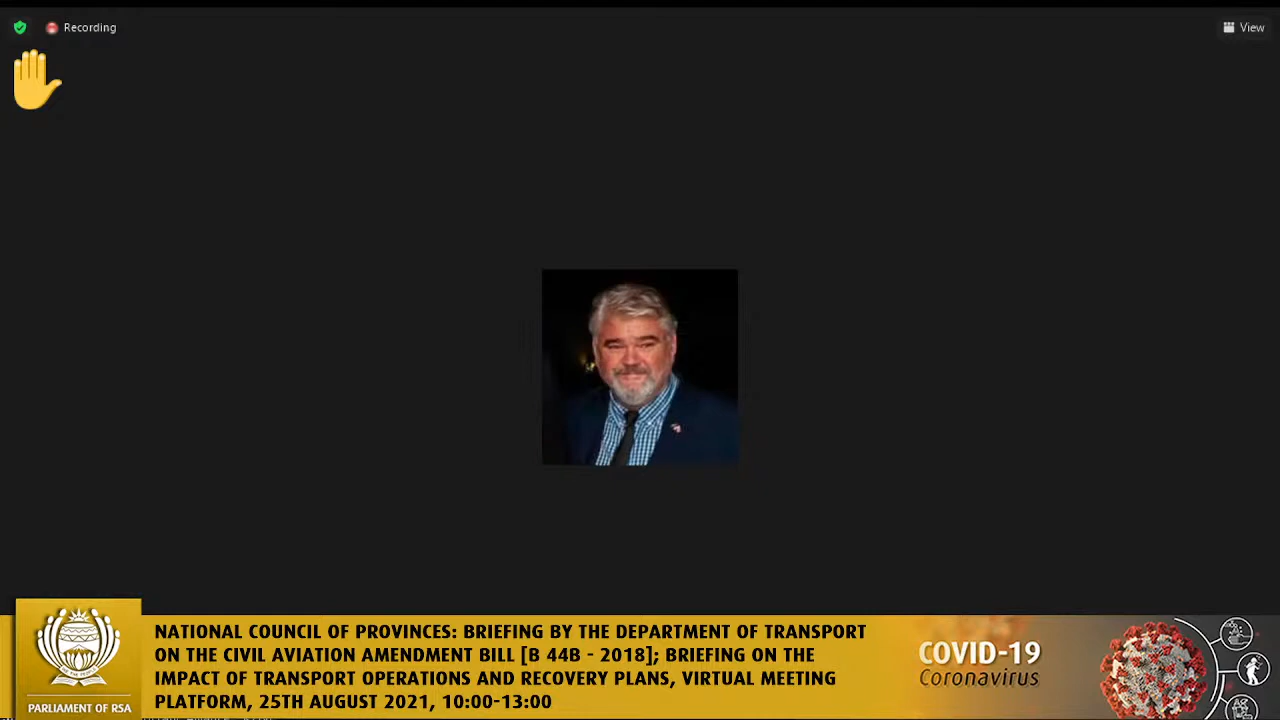 Recording
View
NATIONAL COUNCIL OF PROVINCES: BRIEFING BY THE DEPARTMENT OF TRANSPORT
ON THE CIVIL AVIATION AMENDMENT BILL [B 44B - 2018]; BRIEFING ON THE
IMPACT OF TRANSPORT OPERATIONS AND RECOVERY PLANS, VIRTUAL MEETING
PLATFORM, 25TH AUGUST 2021, 10:00-13:00
PARLIAMENT OF RSA
COVID-19
Coronavirus